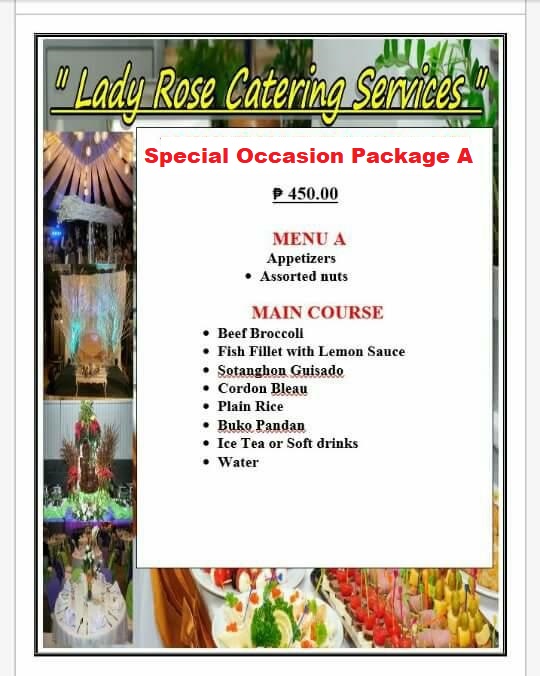 " Lady Rose Catering Services "
Special Occasion Package A
₱ 450.00
MENU A
Appetizers
• Assorted nuts
MAIN COURSE
• Beef Broccoli
• Fish Fillet with Lemon Sauce
• Sotanghon Guisado
• Cordon Bleau
• Plain Rice
• Buko Pandan
• Ice Tea or Soft drinks
• Water